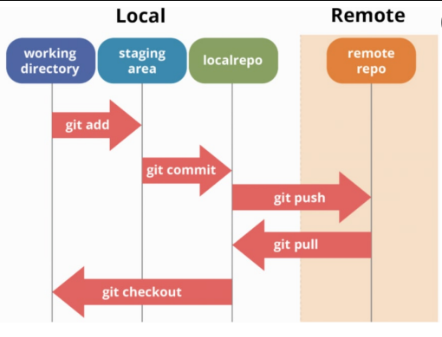 Local
Remote
working
directory
staging
area
localrepo
remote
repo
git add
git commit
git push
git pull
git checkout